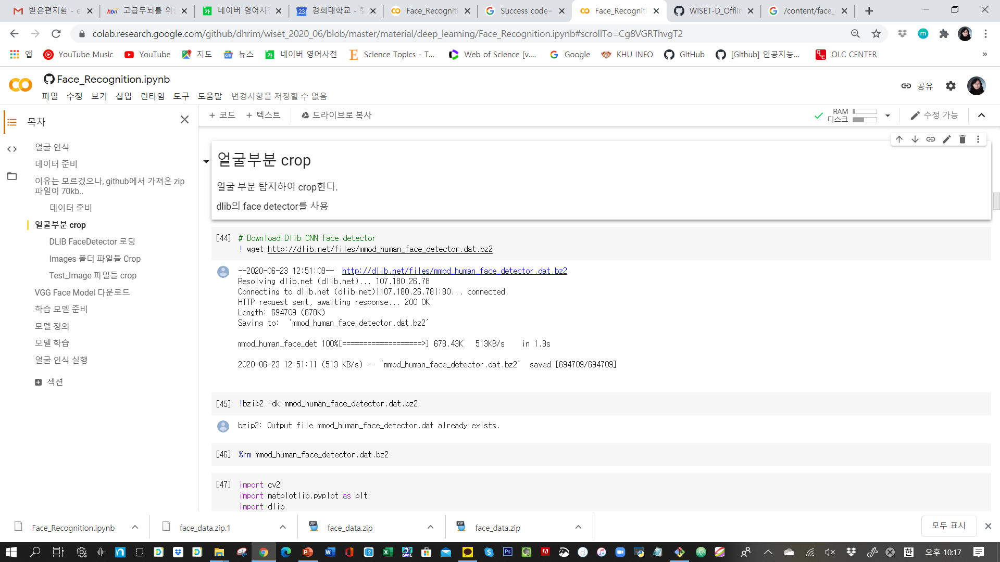 받은편지함 - e
hbn 고급두뇌를 위한
네이버 영어사전
23 경희대학교 - 캘
Face_Recogniti
Success code=
Face_Recogniti
WISET-D_Offlin
/content/face_
colab.research.google.com/github/dhrim/wiset_2020_06/blob/master/material/deep_learning/Face_Recognition.ipynb#scrollTo=Cg8VGRThvgT2
앱 YouTube Music YouTube 지도 뉴스 네이버 영어사전 Science Topics - T... Web of Science [v.... Google KHU INFO GitHub [Github] 인공지능... OLC CENTER »
Face_Recognition.ipynb
공유
파일 수정 보기 삽입 런타임 도구 도움말 변경사항을 저장할 수 없음
목차
+ 코드 + 텍스트 드라이브로 복사
RAM
디스크
수정 가능
얼굴 인식
데이터 준비
이유는 모르겠으나, github에서 가져온 zip
파일이 70kb..
데이터 준비
얼굴부분 crop
DLIB FaceDetector 로딩
Images 폴더 파일들 Crop
Test_Image 파일들 crop
VGG Face Model 다운로드
학습 모델 준비
모델 정의
모델 학습
얼굴 인식 실행
섹션
얼굴부분 crop
얼굴 부분 탐지하여 crop한다.
dlib의 face detector를 사용
[44] # Download Dlib CNN face detector
! wget http://dlib.net/files/mmod_human_face_detector.dat.bz2
--2020-06-23 12:51:09-- http://dlib.net/files/mmod_human_face_detector.dat.bz2
Resolving dlib.net (dlib.net)... 107.180.26.78
Connecting to dlib.net (dlib.net)|107.180.26.78|:80... connected.
HTTP request sent, awaiting response... 200 OK
Length: 694709 (678K)
Saving to: ‘mmod_human_face_detector.dat.bz2’
mmod_human_face_det 100%[===================>] 678.43K 513KB/s in 1.3s
2020-06-23 12:51:11 (513 KB/s) - ‘mmod_human_face_detector.dat.bz2’ saved [694709/694709]
[45] !bzip2 -dk mmod_human_face_detector.dat.bz2
bzip2: Output file mmod_human_face_detector.dat already exists.
[46] %rm mmod_human_face_detector.dat.bz2
[47] import cv2
import matplotlib.pyplot as plt
import dlib
Face_Recognition.ipynb
face_data.zip.1
face_data.zip
face_data.zip
모두 표시
한 오후 10:17